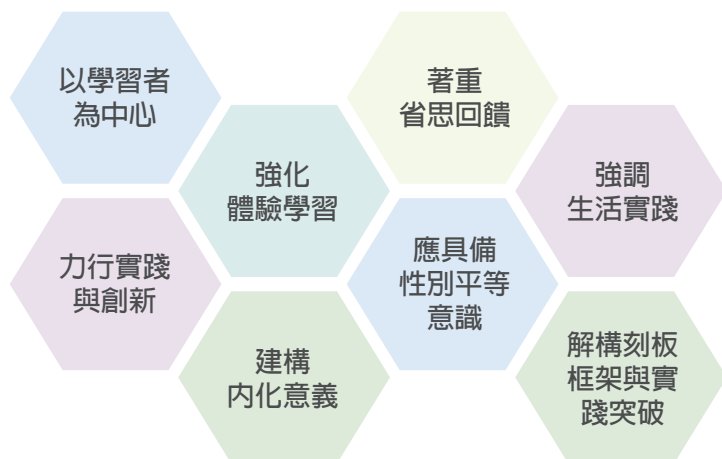 以學習者
為中心
著重
省思回饋
強化
體驗學習
強調
生活實踐
力行實踐
與創新
應具備
性別平等
意識
建構
內化意義
解構刻板
框架與實
踐突破